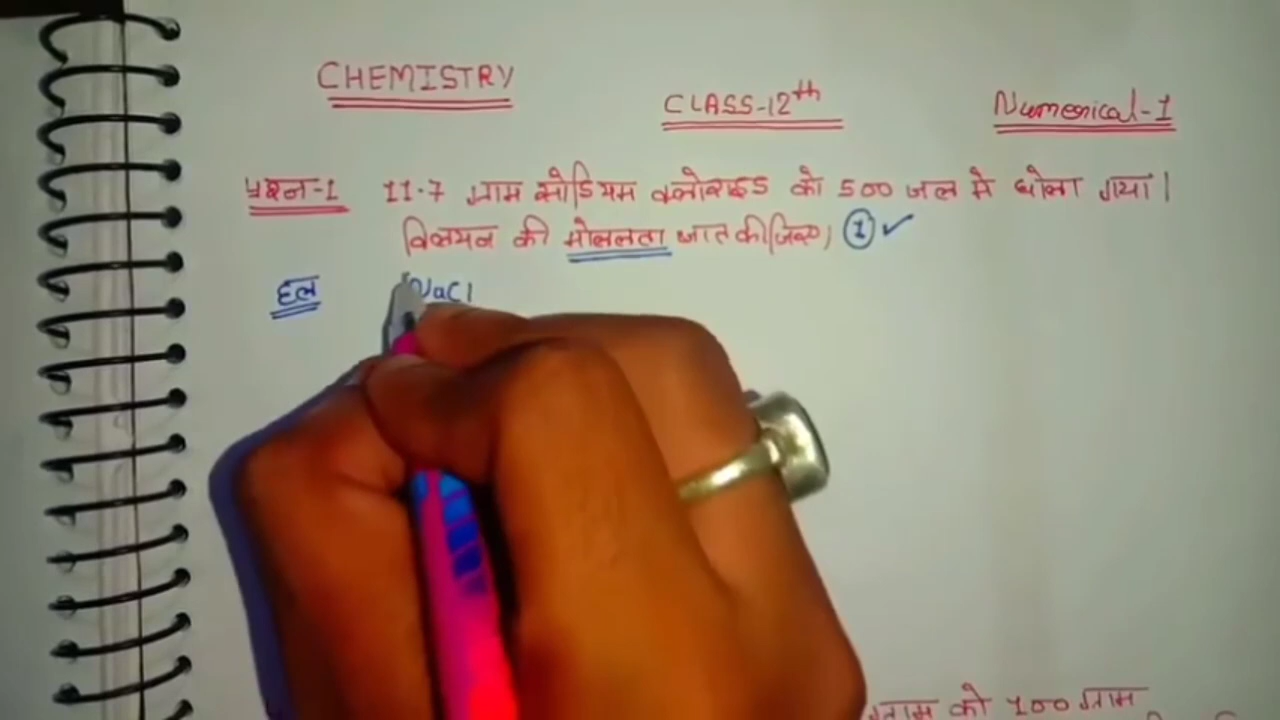 CHEMISTRY CLASS-12th Numerical-1
प्रश्न-1 11.7 ग्राम सोडियम क्लोराइड को 500 जल मे घोला गया।
विलयन की मोललता ज्ञात कीजिए, 1 ✓
हल NaCl
ग्राम को 100 ग्राम